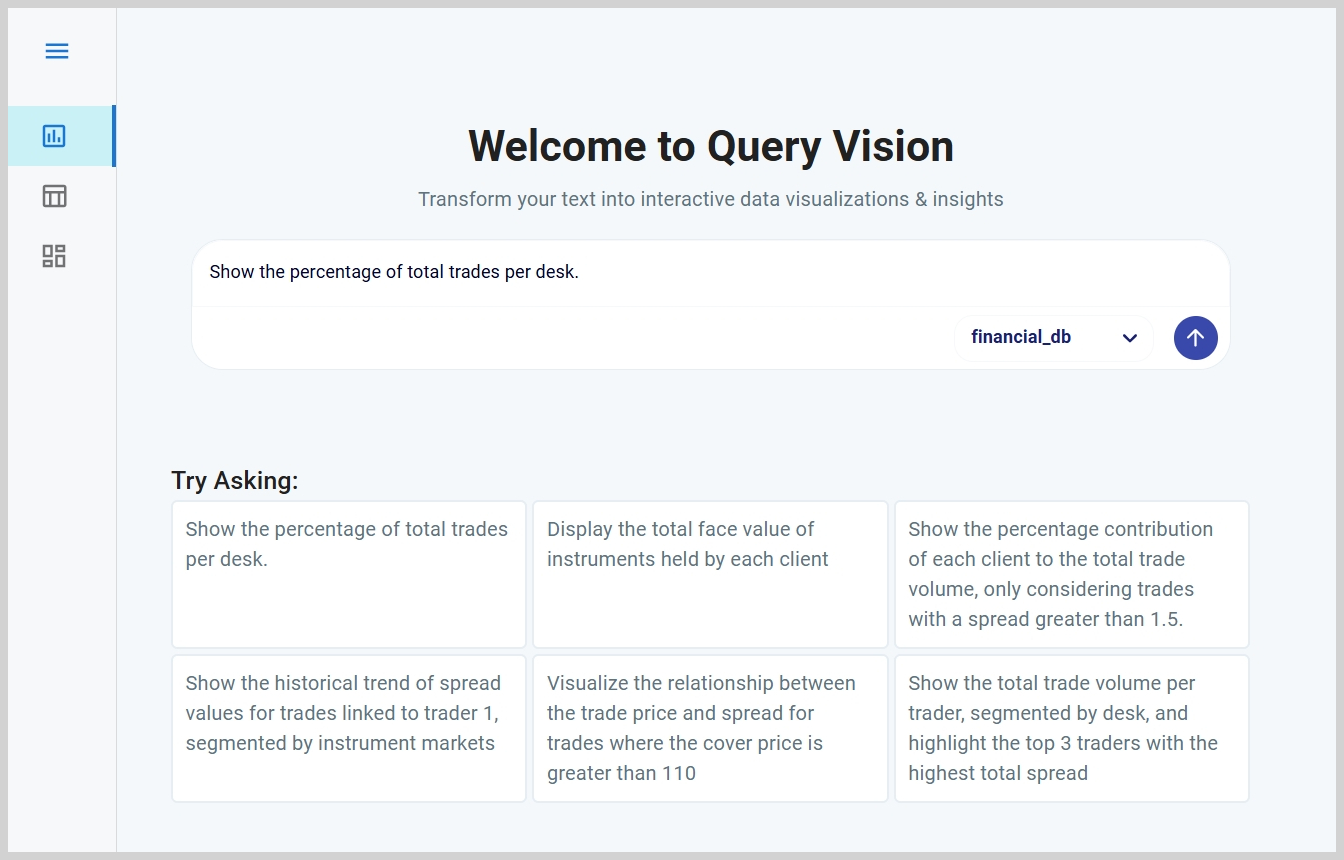 Welcome to Query Vision
Transform your text into interactive data visualizations & insights
Show the percentage of total trades per desk.
financial_db
Try Asking:
Show the percentage of total trades
per desk.
Display the total face value of
instruments held by each client
Show the percentage contribution
of each client to the total trade
volume, only considering trades
with a spread greater than 1.5.
Show the historical trend of spread
values for trades linked to trader 1,
segmented by instrument markets
Visualize the relationship between
the trade price and spread for
trades where the cover price is
greater than 110
Show the total trade volume per
trader, segmented by desk, and
highlight the top 3 traders with the
highest total spread